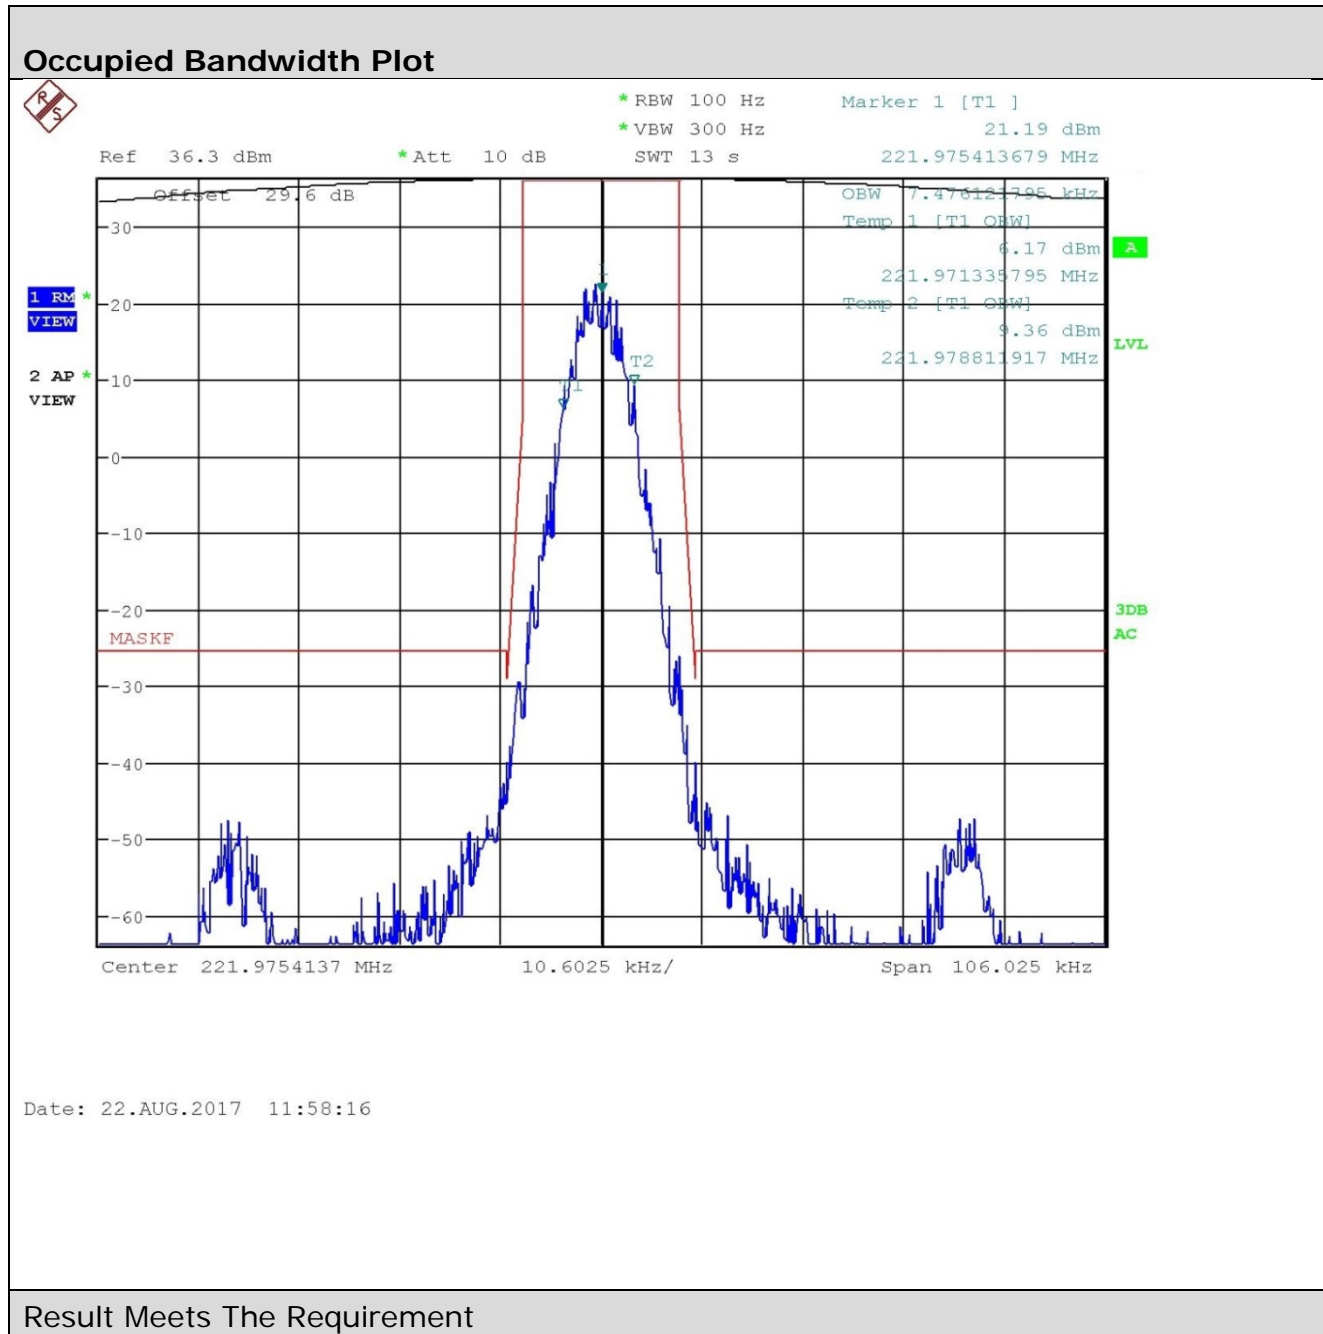 Occupied Bandwidth Plot
R S
* RBW 100 Hz
Marker 1 [T1 ]
* VBW 300 Hz
21.19 dBm
Ref 36.3 dBm
* Att 10 dB
SWT 13 s
221.975413679 MHz
Offset 29.6 dB
OBW 7.476121795 kHz
Temp 1 [T1 OBW]
6.17 dBm
221.971335795 MHz
Temp 2 [T1 OBW]
9.36 dBm
221.978811917 MHz
A
LVL
3DB
AC
1 RM *
VIEW
2 AP *
VIEW
30
20
10
0
-10
-20
-30
-40
-50
-60
1
T1
T2
MASKF
Center 221.9754137 MHz
10.6025 kHz/
Span 106.025 kHz
Date: 22.AUG.2017 11:58:16
Result Meets The Requirement